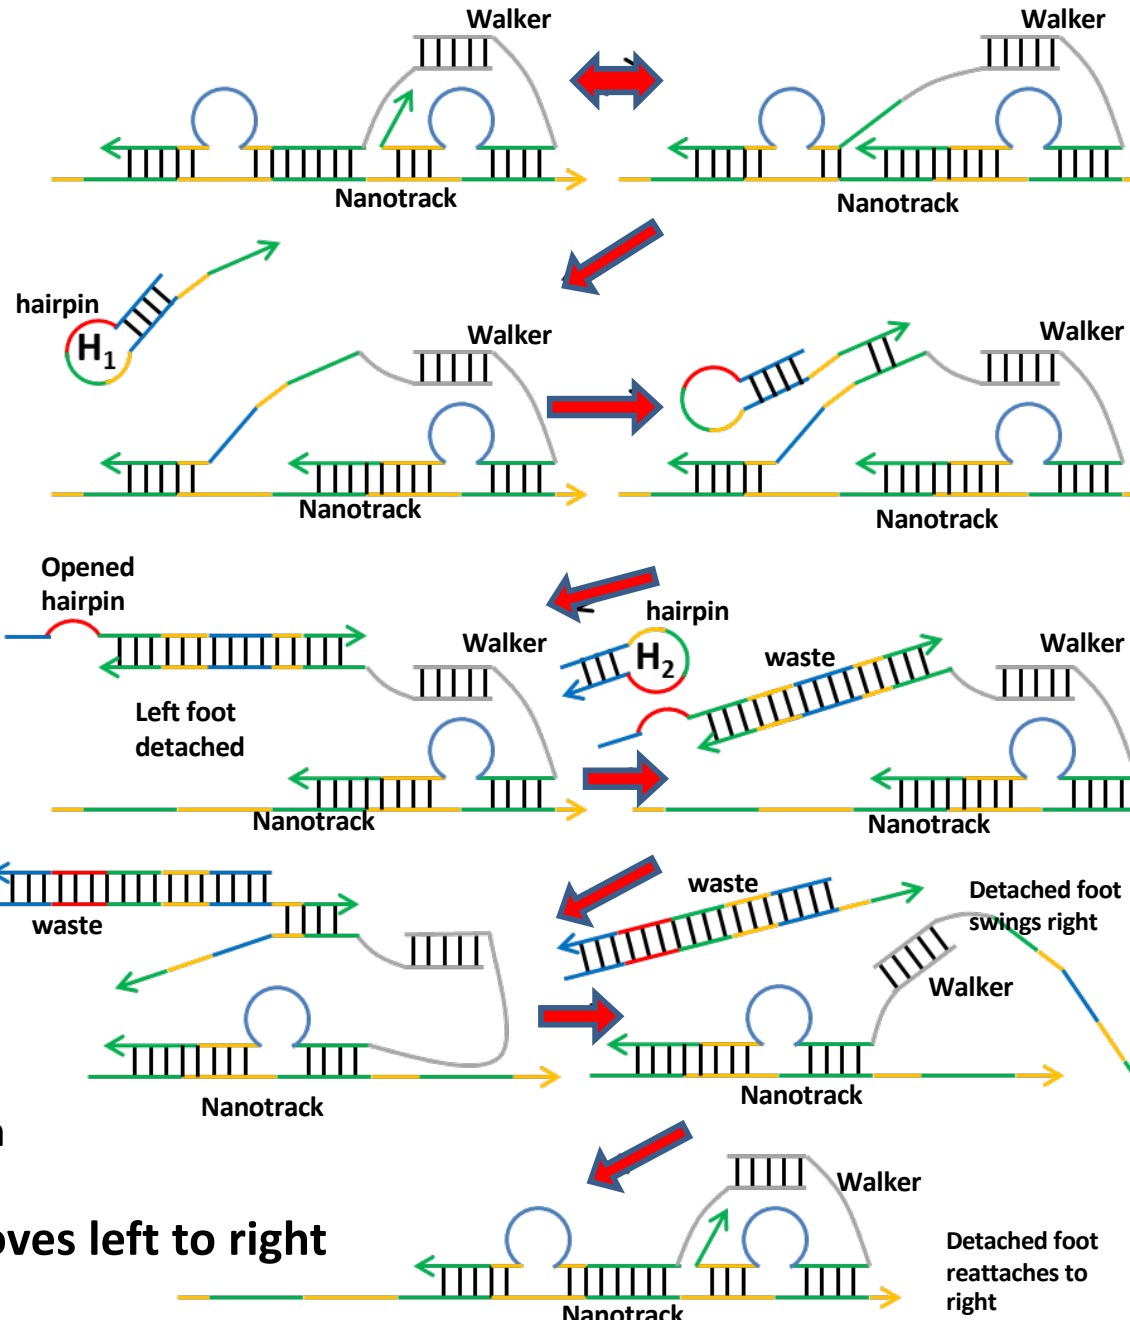 Walker
Walker
Nanotrack
Nanotrack
hairpin
H1
Walker
Walker
Nanotrack
Nanotrack
Opened
hairpin
hairpin
H2
Walker
waste
Walker
Left foot
detached
Nanotrack
Nanotrack
waste
waste
Detached foot
swings right
Walker
Nanotrack
Nanotrack
oves left to right
Walker
Detached foot
reattaches to
right
Nanotrack